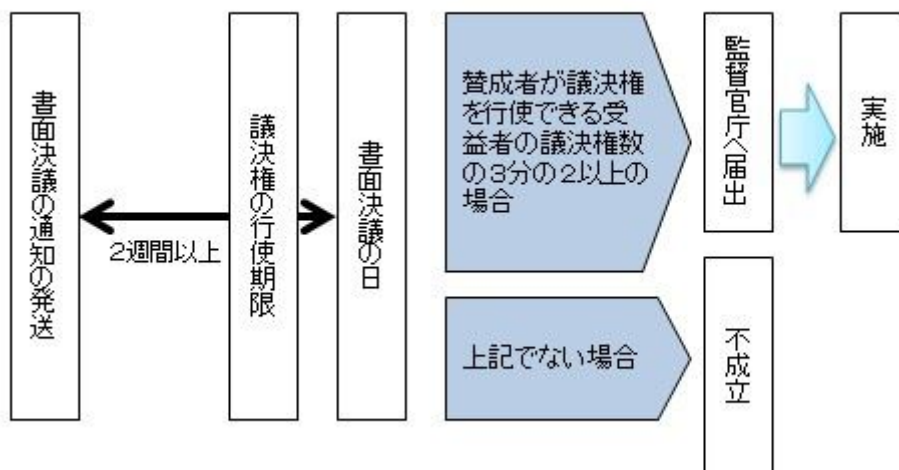 書面決議の通知の発送
2週間以上
議決権の行使期限
書面決議の日
賛成者が議決権
を行使できる受
益者の議決権数
の3分の2以上の
場合
監督官庁へ届出
実施
上記でない場合
不成立